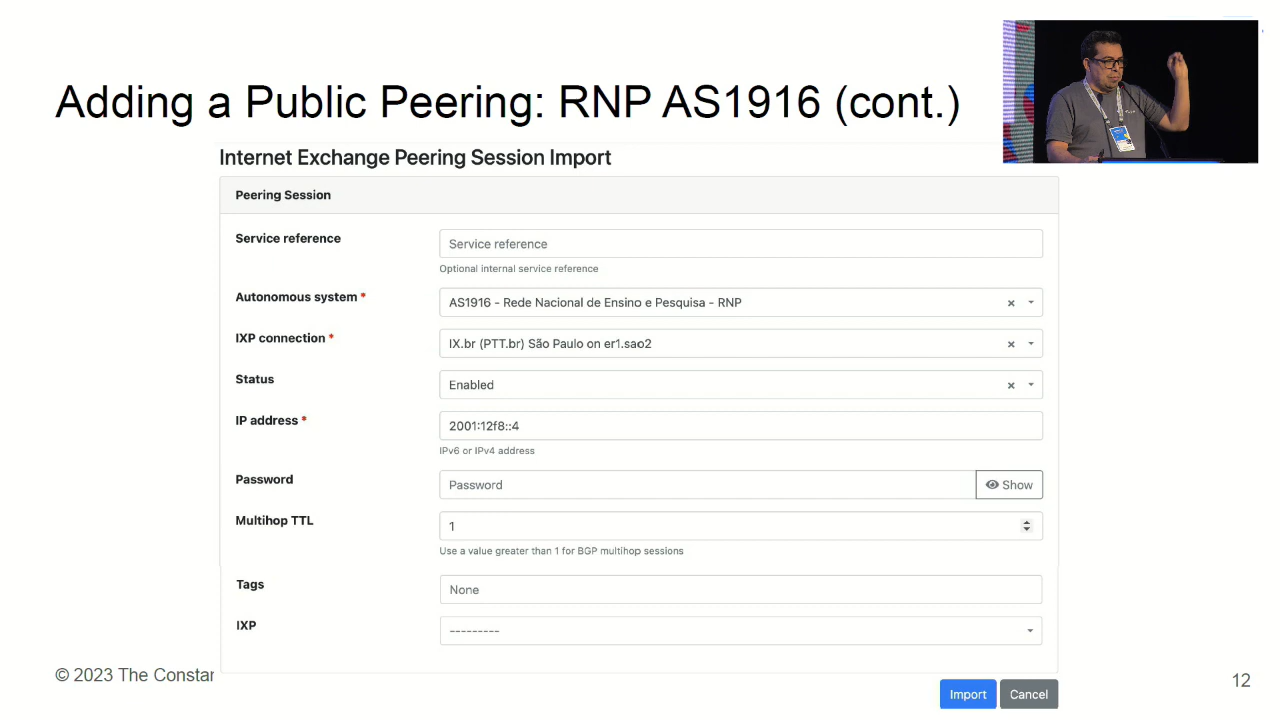 Adding a Public Peering: RNP AS1916 (cont.)
Internet Exchange Peering Session Import
Peering Session
Service reference
Service reference
Optional internal service reference
Autonomous system *
AS1916 - Rede Nacional de Ensino e Pesquisa - RNP
IXP connection *
IX.br (PTT.br) São Paulo on er1.sao2
Status
Enabled
IP address *
2001:12f8::4
IPv6 or IPv4 address
Password
Password
Show
Multihop TTL
1
Use a value greater than 1 for BGP multihop sessions
Tags
None
IXP
---------
© 2023 The Constar
12
Import
Cancel